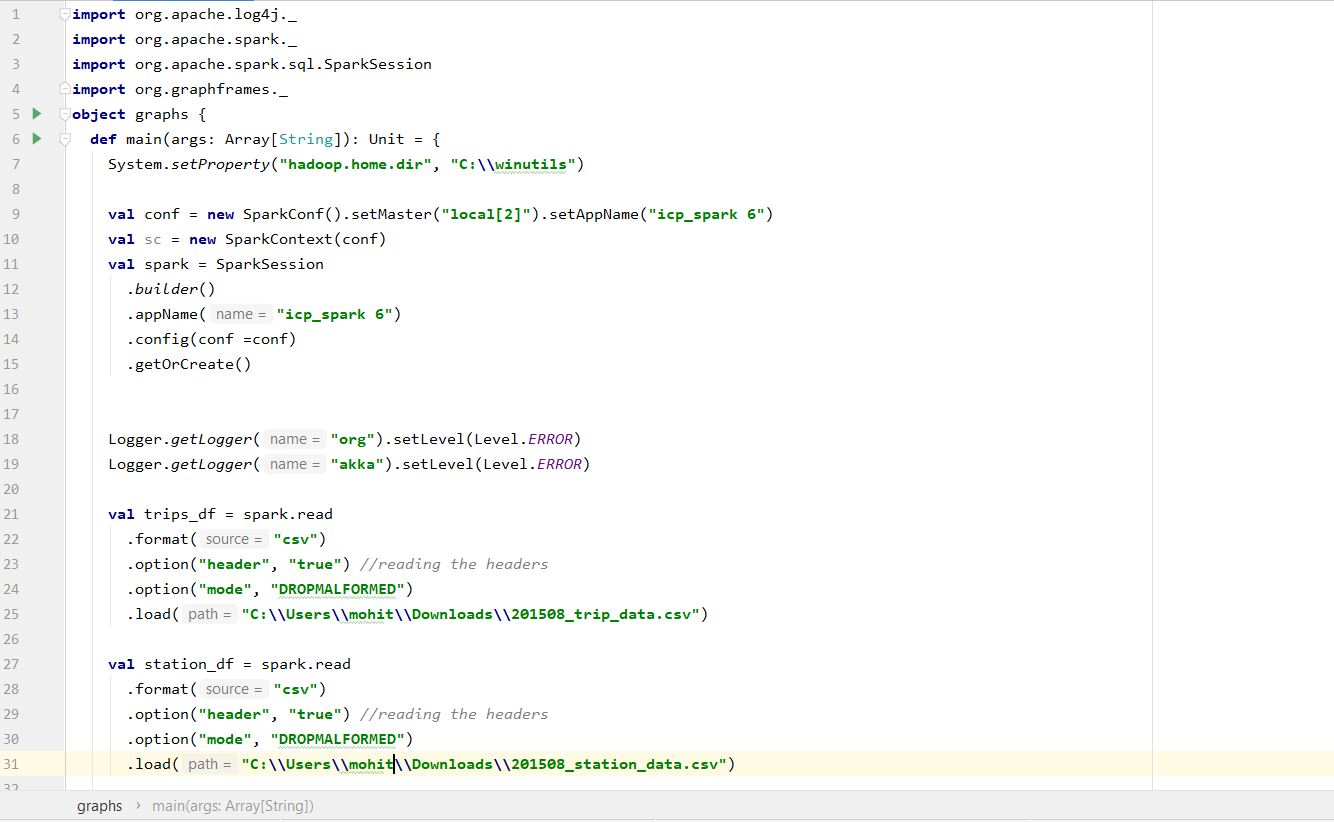 1 import org.apache.log4j._
2 import org.apache.spark._
3 import org.apache.spark.sql.SparkSession
4 import org.graphframes._
5 object graphs {
6 def main(args: Array[String]): Unit = {
7 System.setProperty("hadoop.home.dir", "C:\\winutils")
8
9 val conf = new SparkConf().setMaster("local[2]").setAppName("icp_spark 6")
10 val sc = new SparkContext(conf)
11 val spark = SparkSession
12 .builder()
13 .appName( name = "icp_spark 6")
14 .config(conf =conf)
15 .getOrCreate()
16
17
18 Logger.getLogger( name = "org").setLevel(Level.ERROR)
19 Logger.getLogger( name = "akka").setLevel(Level.ERROR)
20
21 val trips_df = spark.read
22 .format( source = "csv")
23 .option("header", "true") //reading the headers
24 .option("mode", "DROPMALFORMED")
25 .load( path = "C:\\Users\\mohit\\Downloads\\201508_trip_data.csv")
26
27 val station_df = spark.read
28 .format( source = "csv")
29 .option("header", "true") //reading the headers
30 .option("mode", "DROPMALFORMED")
31 .load( path = "C:\\Users\\mohit\\Downloads\\201508_station_data.csv")
32
graphs › main(args: Array[String])